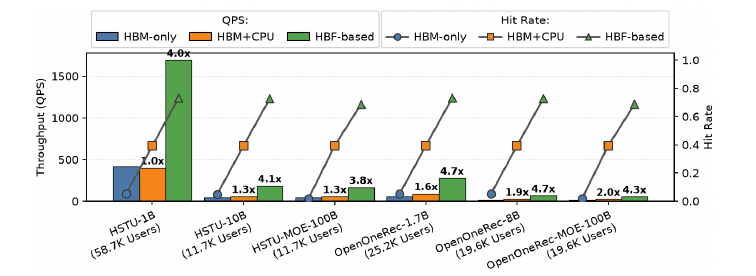 QPS:
HBM-only HBM+CPU HBF-based
Hit Rate:
HBM-only HBM+CPU HBF-based
Throughput (QPS)
1500
1000
500
0
4.0x
1.0x
1.3x
4.1x
1.3x
3.8x
1.6x
4.7x
1.9x
4.7x
2.0x
4.3x
1.0
0.8
0.6
0.4
0.2
0.0
Hit Rate
HSTU-1B
(58.7K Users)
HSTU-10B
(11.7K Users)
HSTU-MOE-100B
(11.7K Users)
OpenOneRec-1.7B
(25.2K Users)
OpenOneRec-8B
(19.6K Users)
OpenOneRec-MOE-100B
(19.6K Users)